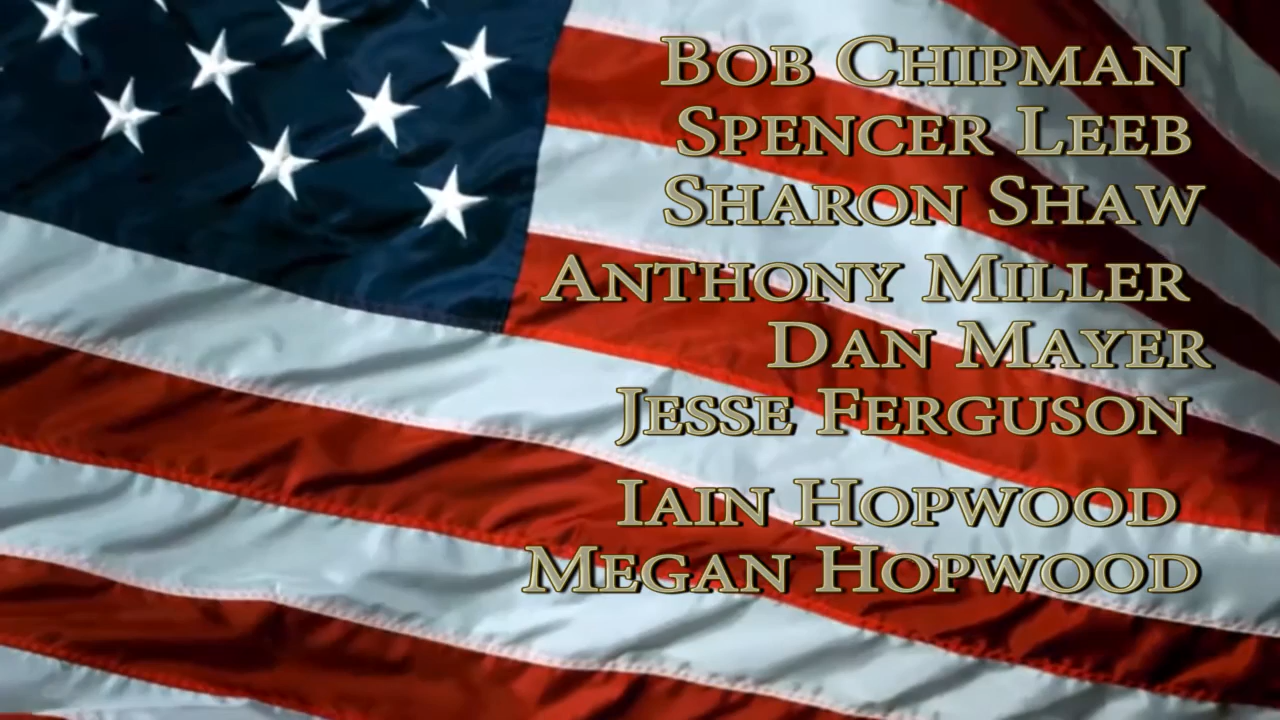 Bob Chipman
Spencer Leeb
Sharon Shaw
Anthony Miller
Dan Mayer
Jesse Ferguson
Iain Hopwood
Megan Hopwood